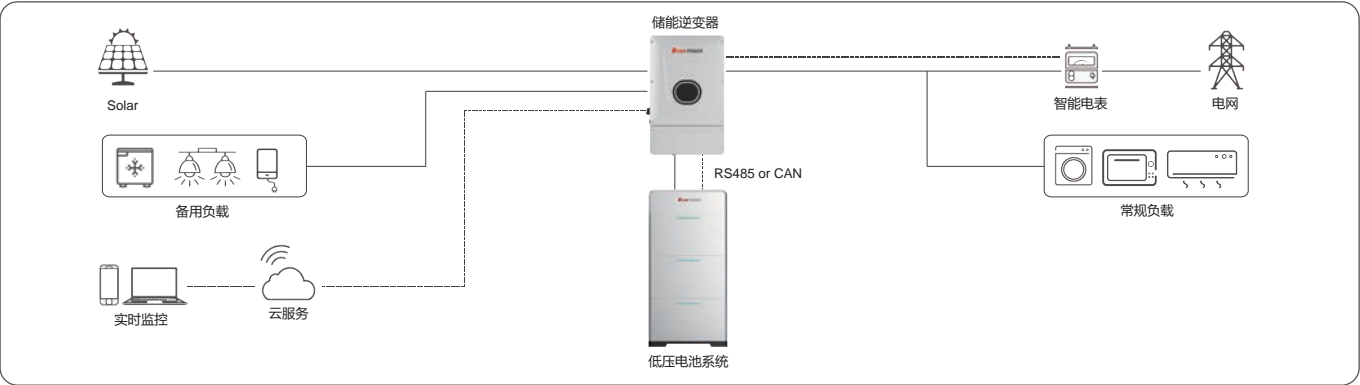 储能逆变器
Solar
智能电表
电网
RS485 or CAN
备用负载
常规负载
实时监控
云服务
低压电池系统